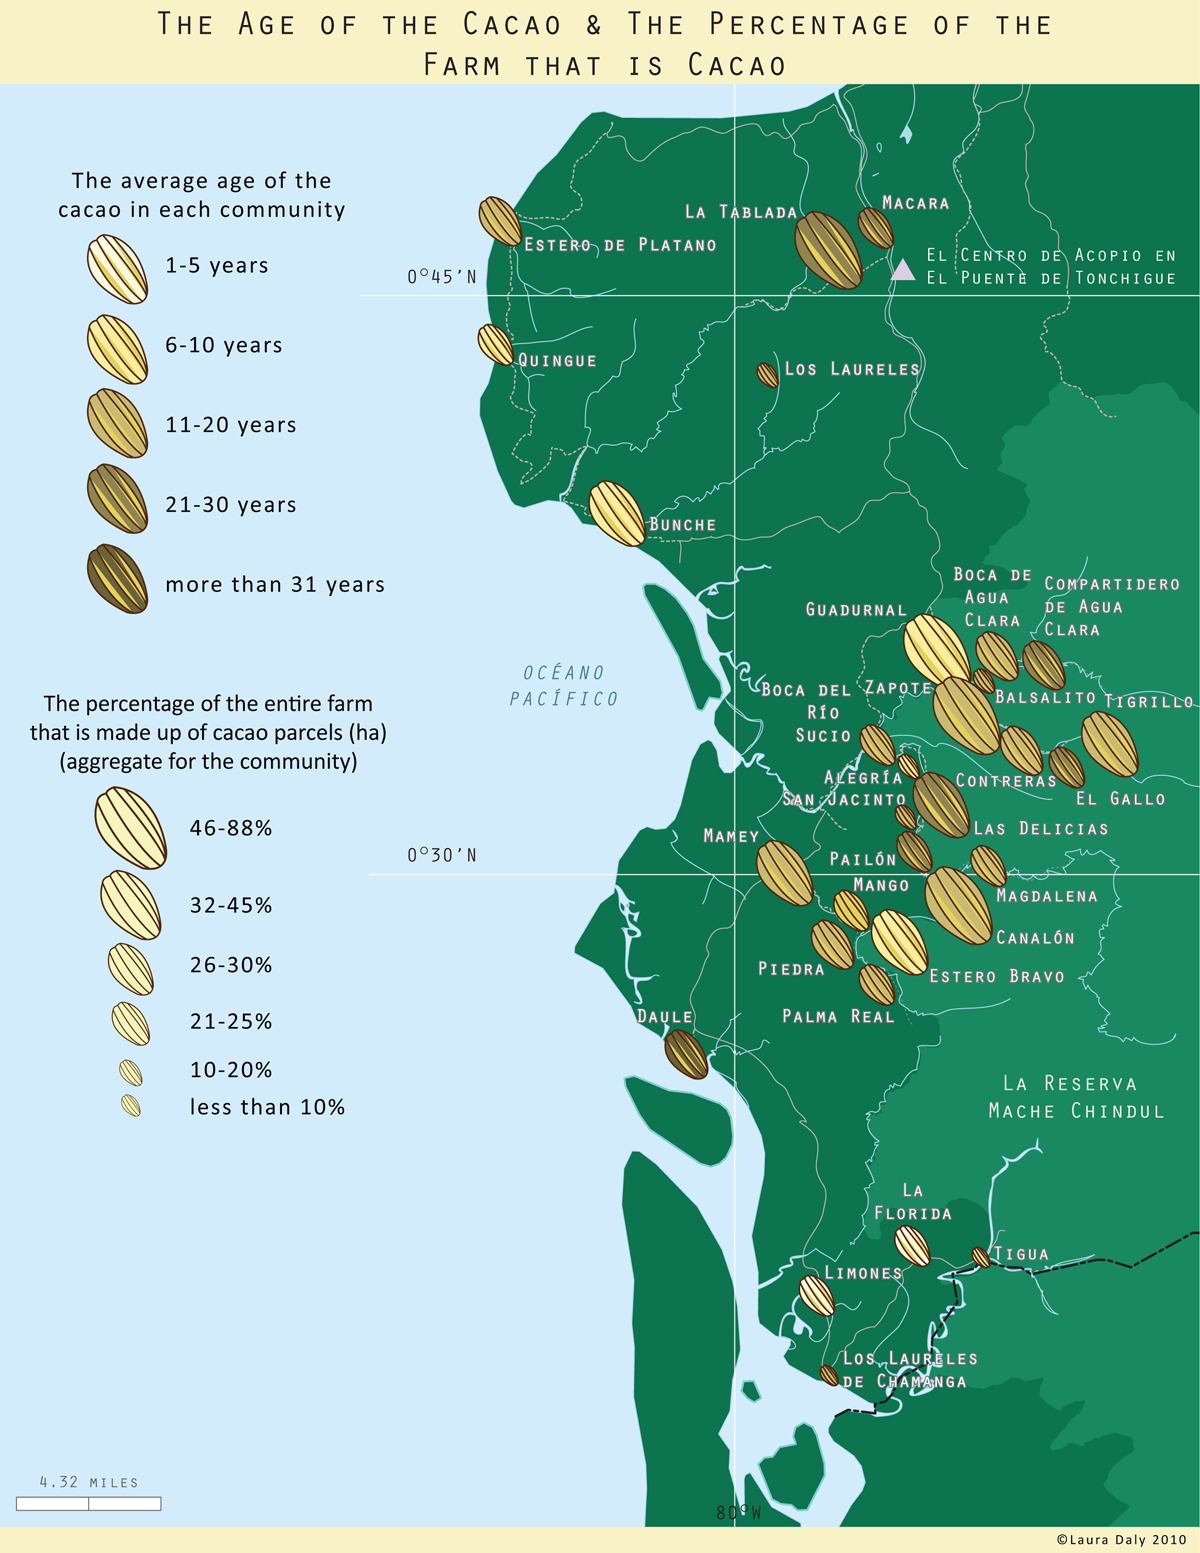 The Age of the Cacao & The Percentage of the
Farm that is Cacao
The average age of the
cacao in each community
1-5 years
6-10 years
11-20 years
21-30 years
more than 31 years
The percentage of the entire farm
that is made up of cacao parcels (ha)
(aggregate for the community)
46-88%
32-45%
26-30%
21-25%
10-20%
less than 10%
4.32 miles
0°45'N
0°30'N
80°W
Océano
Pacífico
La Tablada
Macara
Estero de Platano
El Centro de Acopio en
El Puente de Tonchigue
Quingue
Los Laureles
Bunche
Boca de
Agua
Clara
Compartidero
de Agua
Clara
Guadurnal
Zapote
Balsalito
Tigrillo
Boca del
Río
Sucio
Alegría
San Jacinto
Contreras
El Gallo
Las Delicias
Mamey
Pailón
Mango
Magdalena
Canalón
Piedra
Estero Bravo
Palma Real
Daule
La Reserva
Mache Chindul
La
Florida
Tigua
Limones
Los Laureles
de Chamanga
©Laura Daly 2010